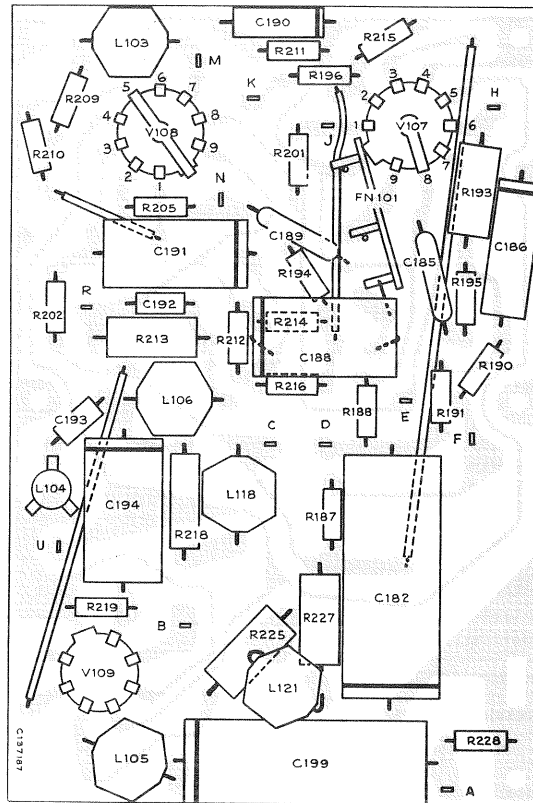 C190
L103
R211
R215
M
R196
K
H
R209
5
6
7
4
8
3
9
2
1
V108
3
4
2
5
1
6
7
8
9
V107
J
R201
R210
R193
FN101
N
R205
C186
C189
C185
C191
R194
R195
R
R202
C192
R214
R213
R212
C188
R190
R216
L106
R188
E
R191
C193
C
D
F
L104
C194
L118
R218
R187
U
C182
R219
B
R225
R227
V109
L121
C137187
L105
R228
C199
A